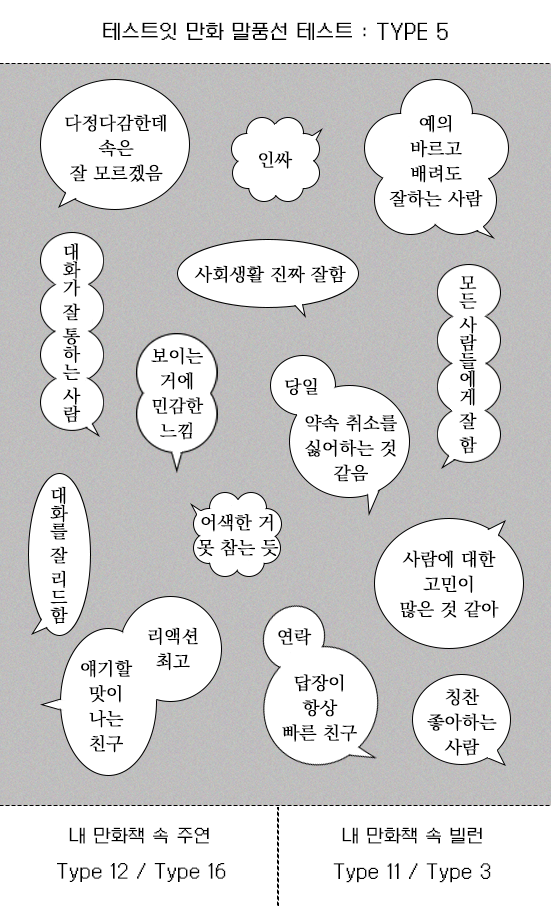 테스트잇 만화 말풍선 테스트 : TYPE 5
다정다감한데
속은
잘 모르겠음
인싸
예의
바르고
배려도
잘하는 사람
대화가 잘 통하는 사람
사회생활 진짜 잘함
모든 사람들에게 잘함
보이는
거에
민감한
느낌
당일
약속 취소를
싫어하는 것
같음
대화를 잘 리드함
어색한 거
못 참는 듯
사람에 대한
고민이
많은 것 같아
리액션
최고
얘기할
맛이
나는
친구
연락
답장이
항상
빠른 친구
칭찬
좋아하는
사람
내 만화책 속 주연
Type 12 / Type 16
내 만화책 속 빌런
Type 11 / Type 3